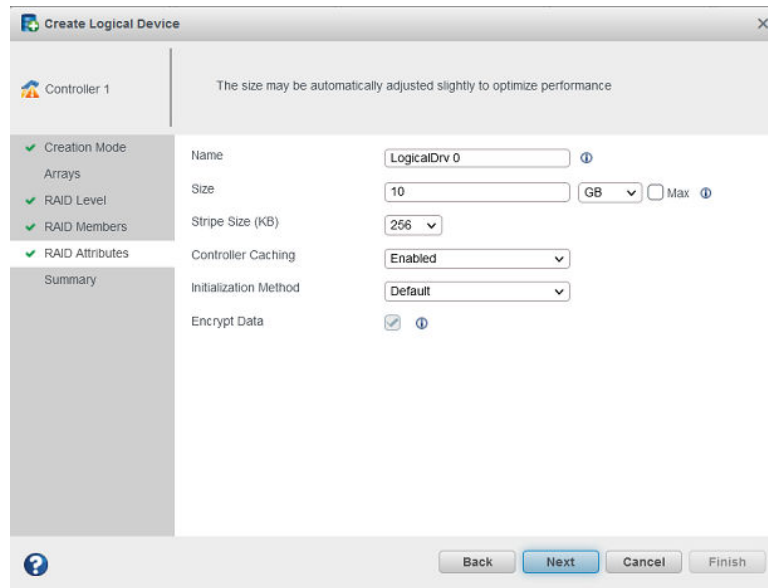 Create Logical Device
Controller 1
The size may be automatically adjusted slightly to optimize performance
Creation Mode
Arrays
RAID Level
RAID Members
RAID Attributes
Summary
Name LogicalDrv 0
Size 10 GB Max
Stripe Size (KB) 256
Controller Caching Enabled
Initialization Method Default
Encrypt Data
Back Next Cancel Finish